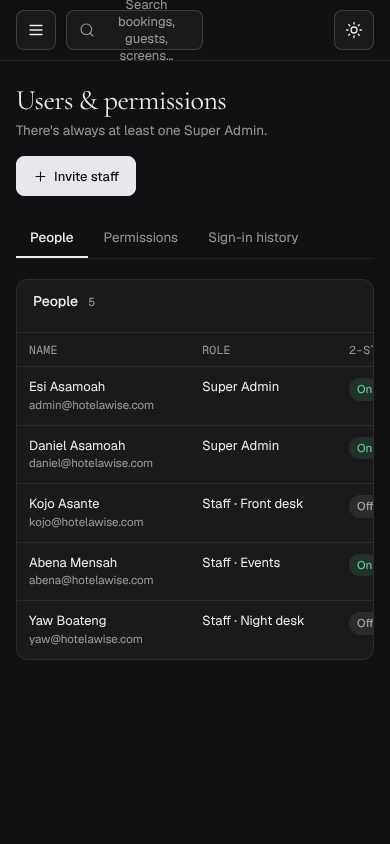 Search
bookings,
guests,
screens…
Users & permissions
There's always at least one Super Admin.
+ Invite staff
People Permissions Sign-in history
People 5
NAME ROLE 2-ST
Esi Asamoah Super Admin On
admin@hotelawise.com
Daniel Asamoah Super Admin On
daniel@hotelawise.com
Kojo Asante Staff · Front desk Off
kojo@hotelawise.com
Abena Mensah Staff · Events On
abena@hotelawise.com
Yaw Boateng Staff · Night desk Off
yaw@hotelawise.com